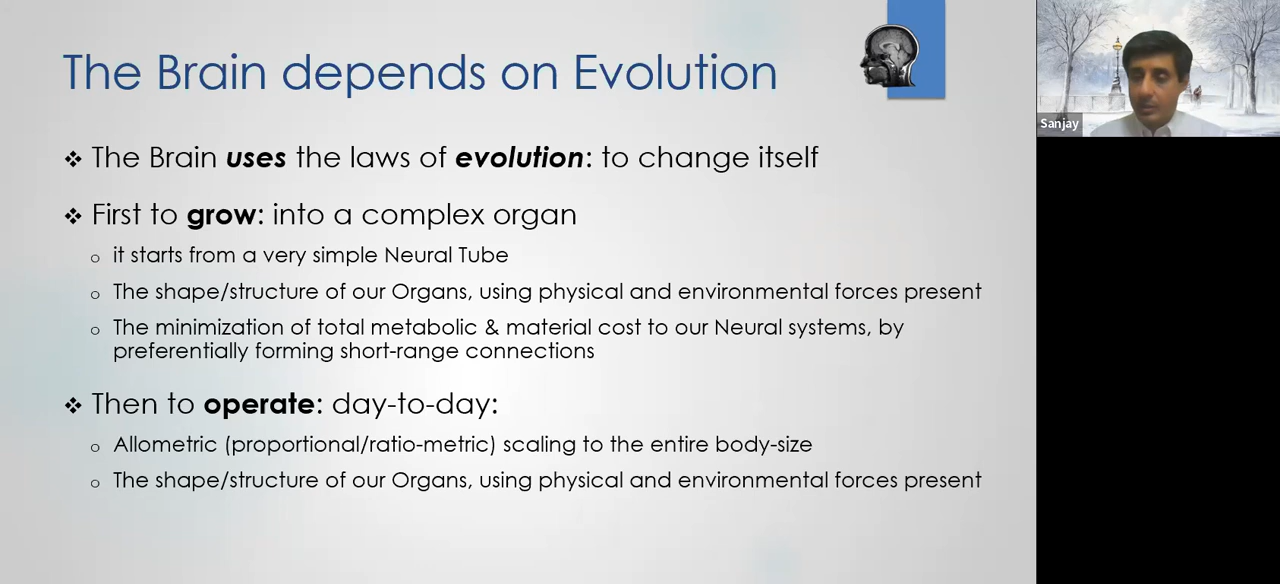 The Brain depends on Evolution
Sanjay
❖ The Brain uses the laws of evolution: to change itself
❖ First to grow: into a complex organ
o it starts from a very simple Neural Tube
o The shape/structure of our Organs, using physical and environmental forces present
o The minimization of total metabolic & material cost to our Neural systems, by
preferentially forming short-range connections
❖ Then to operate: day-to-day:
o Allometric (proportional/ratio-metric) scaling to the entire body-size
o The shape/structure of our Organs, using physical and environmental forces present